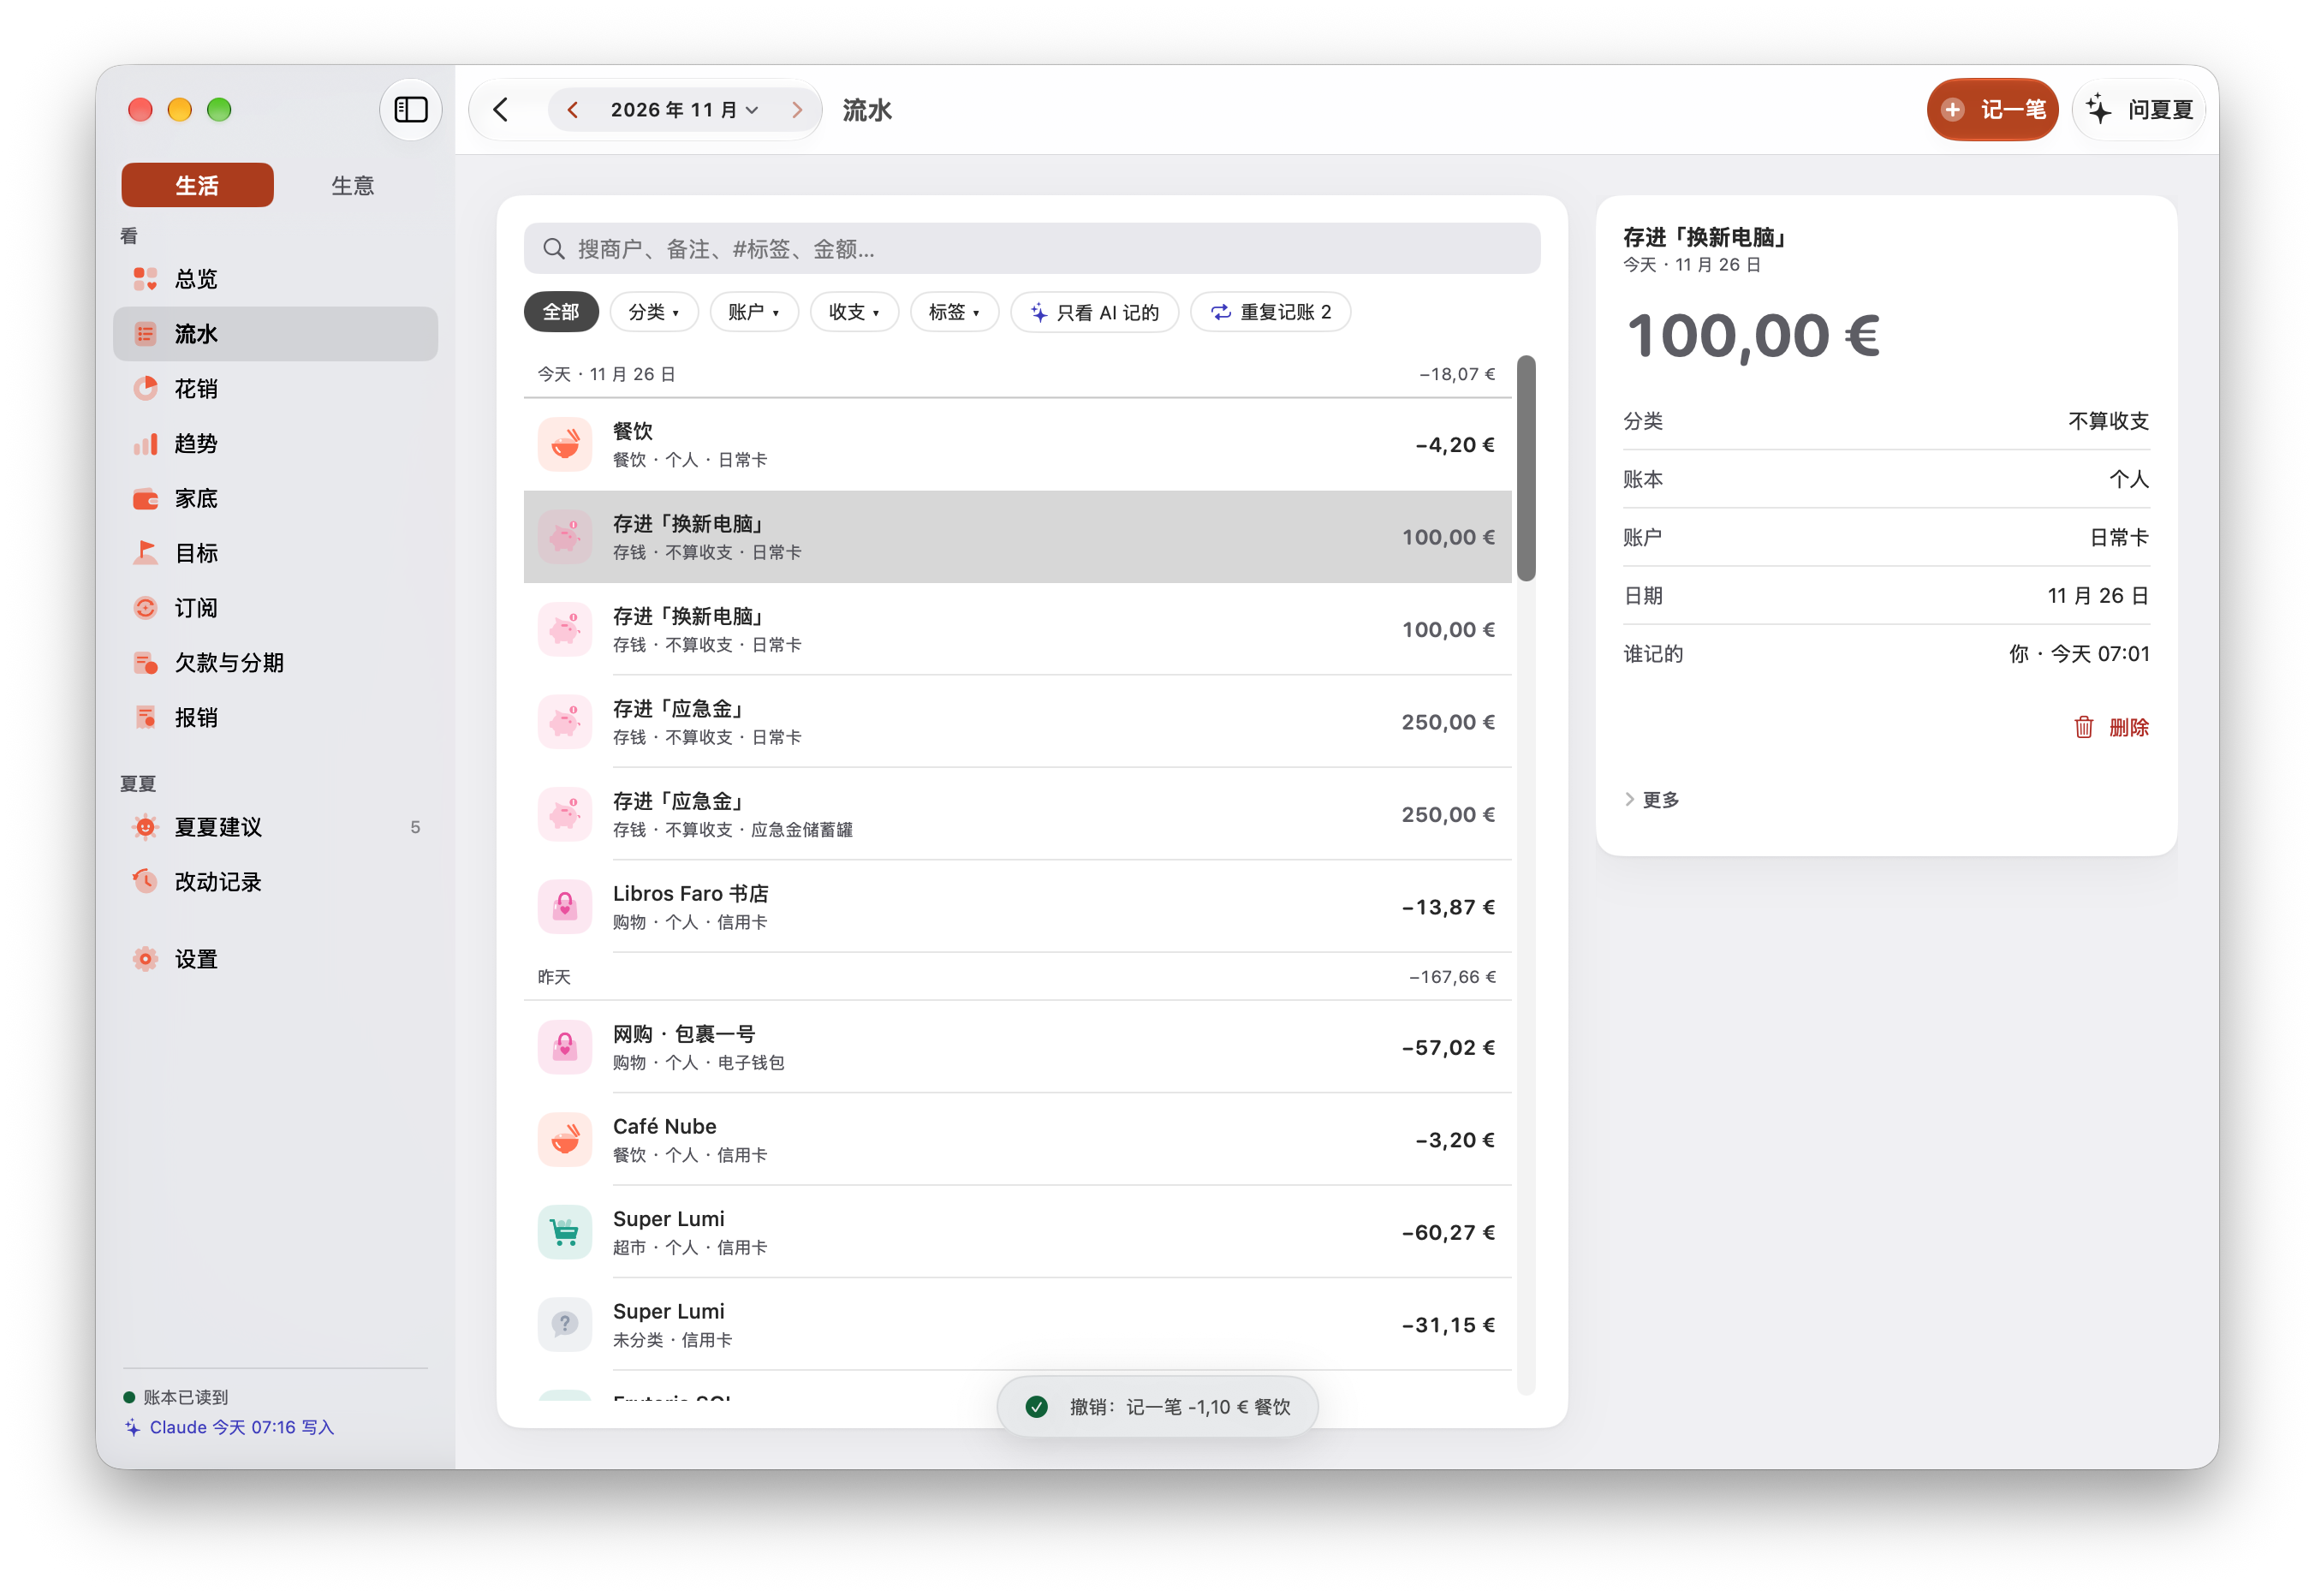 2026 年 11 月
流水
记一笔
问夏夏
生活
生意
看
总览
流水
花销
趋势
家底
目标
订阅
欠款与分期
报销
夏夏
夏夏建议
5
改动记录
设置
账本已读到
Claude 今天 07:16 写入
搜商户、备注、#标签、金额...
全部
分类
账户
收支
标签
只看 AI 记的
重复记账 2
今天 · 11 月 26 日
−18,07 €
餐饮
餐饮 · 个人 · 日常卡
−4,20 €
存进「换新电脑」
存钱 · 不算收支 · 日常卡
100,00 €
存进「换新电脑」
存钱 · 不算收支 · 日常卡
100,00 €
存进「应急金」
存钱 · 不算收支 · 日常卡
250,00 €
存进「应急金」
存钱 · 不算收支 · 应急金储蓄罐
250,00 €
Libros Faro 书店
购物 · 个人 · 信用卡
−13,87 €
昨天
−167,66 €
网购 · 包裹一号
购物 · 个人 · 电子钱包
−57,02 €
Café Nube
餐饮 · 个人 · 信用卡
−3,20 €
Super Lumi
超市 · 个人 · 信用卡
−60,27 €
Super Lumi
未分类 · 信用卡
−31,15 €
撤销：记一笔 -1,10 € 餐饮
存进「换新电脑」
今天 · 11 月 26 日
100,00 €
分类
不算收支
账本
个人
账户
日常卡
日期
11 月 26 日
谁记的
你 · 今天 07:01
删除
更多